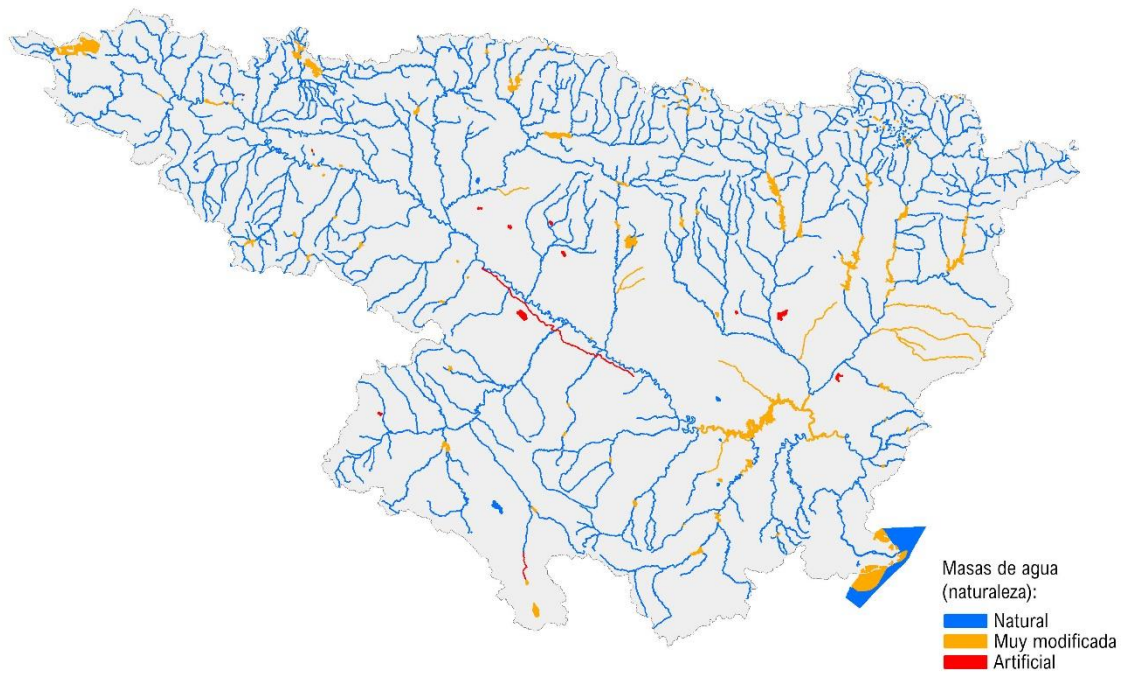 Masas de agua
(naturaleza):
Natural
Muy modificada
Artificial